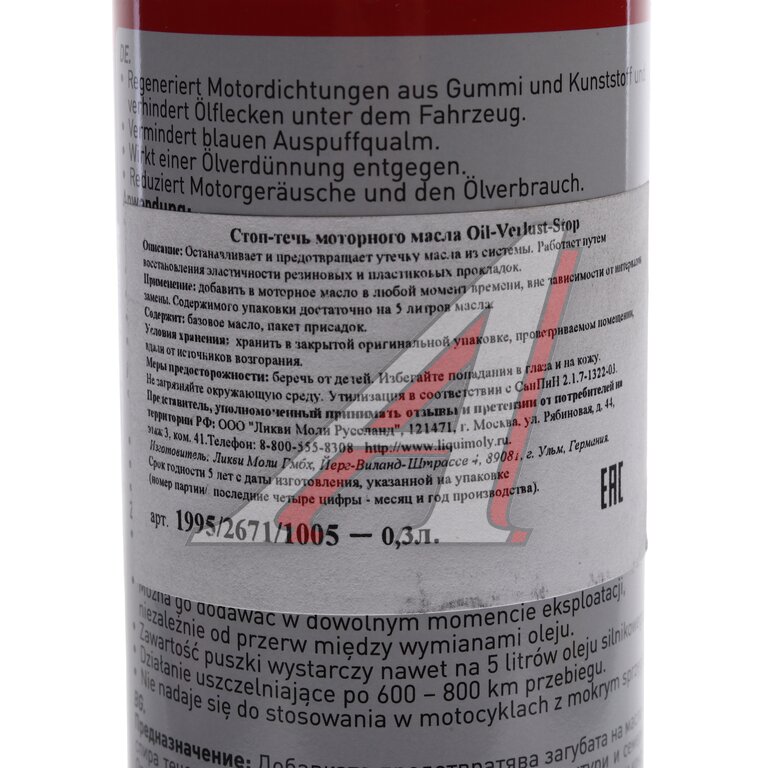 DE.
• Regeneriert Motordichtungen aus Gummi und Kunststoff und
verhindert Ölflecken unter dem Fahrzeug.
• Vermindert blauen Auspuffqualm.
• Wirkt einer Ölverdünnung entgegen.
• Reduziert Motorgeräusche und den Ölverbrauch.
Anwendung:
Стоп-течь моторного масла Oil-Verlust-Stop
Описание: Останавливает и предотвращает утечку масла из системы. Работает путем
восстановления эластичности резиновых и пластиковых прокладок.
Применение: добавить в моторное масло в любой момент времени, вне зависимости от интервала
замены. Содержимого упаковки достаточно на 5 литров масла.
Содержит: базовое масло, пакет присадок.
Условия хранения: хранить в закрытой оригинальной упаковке, проветриваемом помещении,
вдали от источников возгорания.
Меры предосторожности: беречь от детей. Избегайте попадания в глаза и на кожу.
Не загрязняйте окружающую среду. Утилизация в соответствии с СанПиН 2.1.7-1322-03.
Представитель, уполномоченный принимать отзывы и претензии от потребителей на
территории РФ: ООО "Ликви Моли Руссланд", 121471, г. Москва, ул. Рябиновая, д. 44,
этаж 3, ком. 41.Телефон: 8-800-555-8308 http://www.liquimoly.ru.
Изготовитель: Ликви Моли Гмбх, Йерг-Виланд-Штрассе 4, 89081, г. Ульм, Германия.
Срок годности 5 лет с даты изготовления, указанной на упаковке
(номер партии/ последние четыре цифры - месяц и год производства).
EAC
арт. 1995/2671/1005 — 0,3л.
• Można go dodawać w dowolnym momencie eksploatacji,
niezależnie od przerw między wymianami oleju.
• Zawartość puszki wystarczy nawet na 5 litrów oleju silnikowego
• Działanie uszczelniające po 600 – 800 km przebiegu.
• Nie nadaje się do stosowania w motocyklach z mokrym
BG.
Предназначение: Добавката предотвратява загубата на